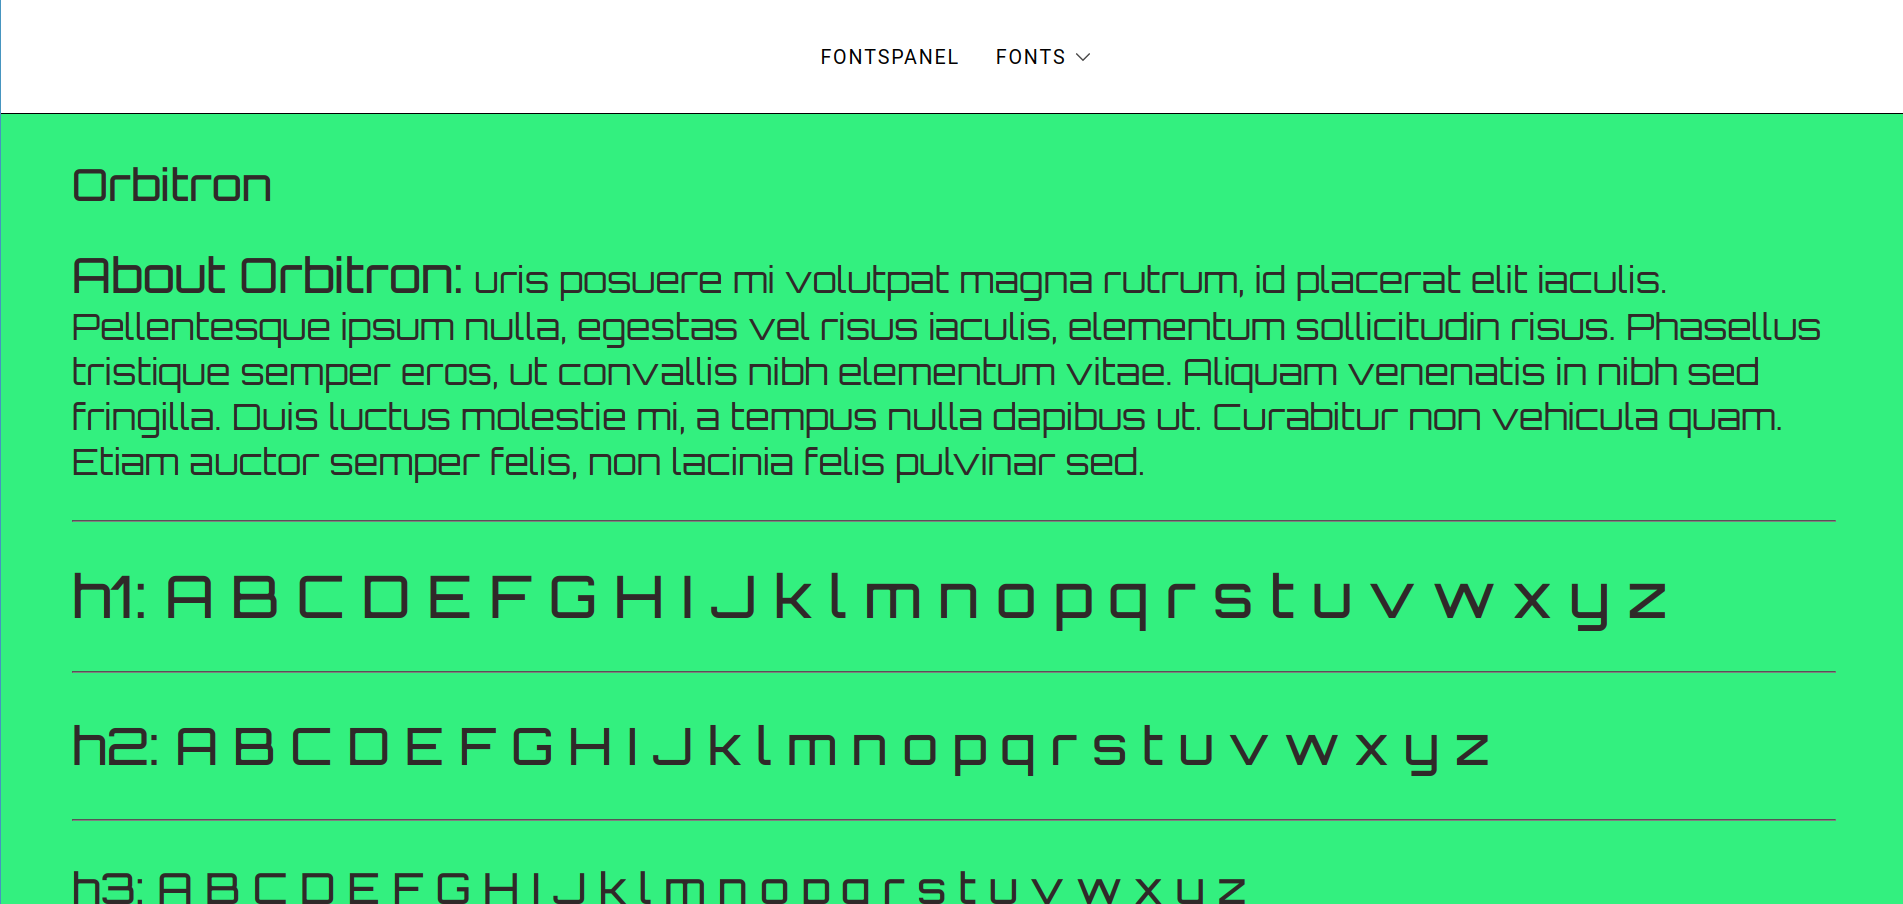 FONTSPANEL FONTS
Orbitron
About Orbitron: uris posuere mi volutpat magna rutrum, id placerat elit iaculis.
Pellentesque ipsum nulla, egestas vel risus iaculis, elementum sollicitudin risus. Phasellus
tristique semper eros, ut convallis nibh elementum vitae. Aliquam venenatis in nibh sed
fringilla. Duis luctus molestie mi, a tempus nulla dapibus ut. Curabitur non vehicula quam.
Etiam auctor semper felis, non lacinia felis pulvinar sed.
h1: A B C D E F G H I J k l m n o p q r s t u v w x y z
h2: A B C D E F G H I J k l m n o p q r s t u v w x y z
h3: A B C D E F G H I J k l m n o p q r s t u v w x y z